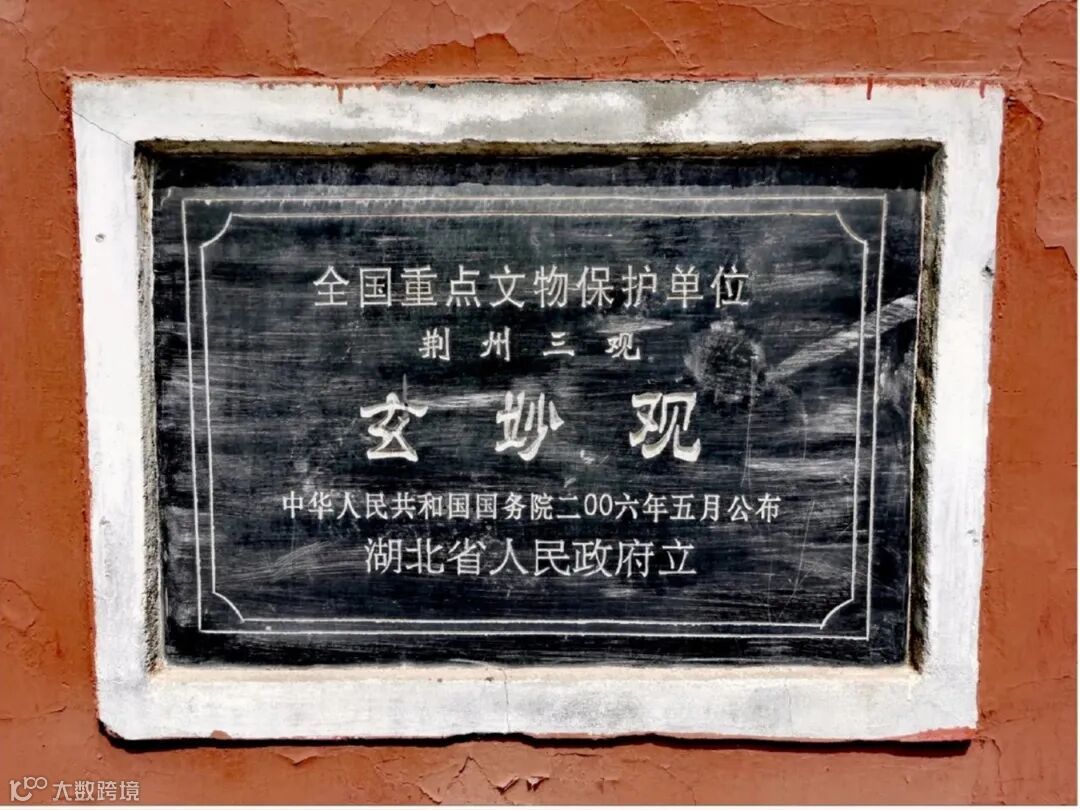 全国重点文物保护单位
荆州三观
玄妙观
中华人民共和国国务院二00六年五月公布
湖北省人民政府立
大数跨境